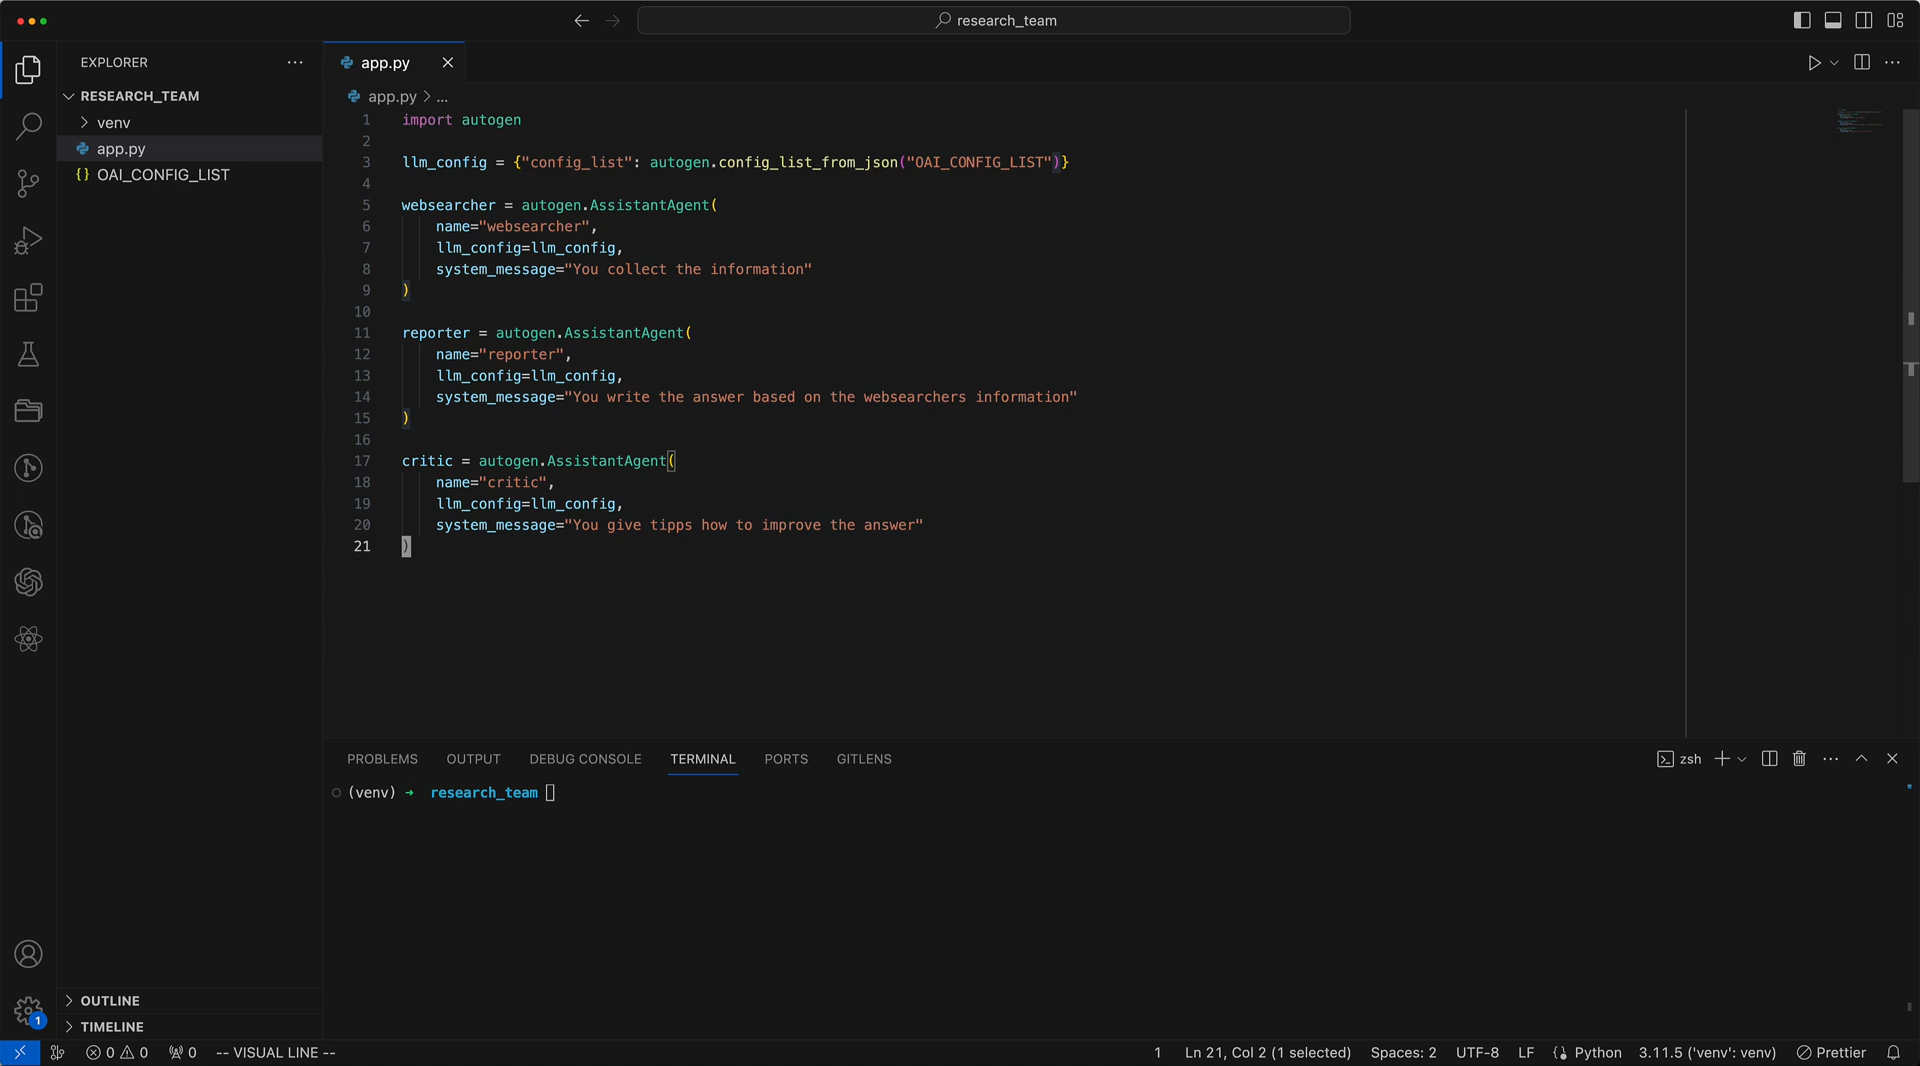 research_team
EXPLORER
RESEARCH_TEAM
venv
app.py
OAI_CONFIG_LIST
OUTLINE
TIMELINE
app.py
app.py > ...
1 import autogen
2
3 llm_config = {"config_list": autogen.config_list_from_json("OAI_CONFIG_LIST")}
4
5 websearcher = autogen.AssistantAgent(
6 name="websearcher",
7 llm_config=llm_config,
8 system_message="You collect the information"
9 )
10
11 reporter = autogen.AssistantAgent(
12 name="reporter",
13 llm_config=llm_config,
14 system_message="You write the answer based on the websearchers information"
15 )
16
17 critic = autogen.AssistantAgent(
18 name="critic",
19 llm_config=llm_config,
20 system_message="You give tipps how to improve the answer"
21 )
PROBLEMS OUTPUT DEBUG CONSOLE TERMINAL PORTS GITLENS zsh
(venv) → research_team
1
0 0 0 -- VISUAL LINE -- 1 Ln 21, Col 2 (1 selected) Spaces: 2 UTF-8 LF Python 3.11.5 ('venv': venv) Prettier